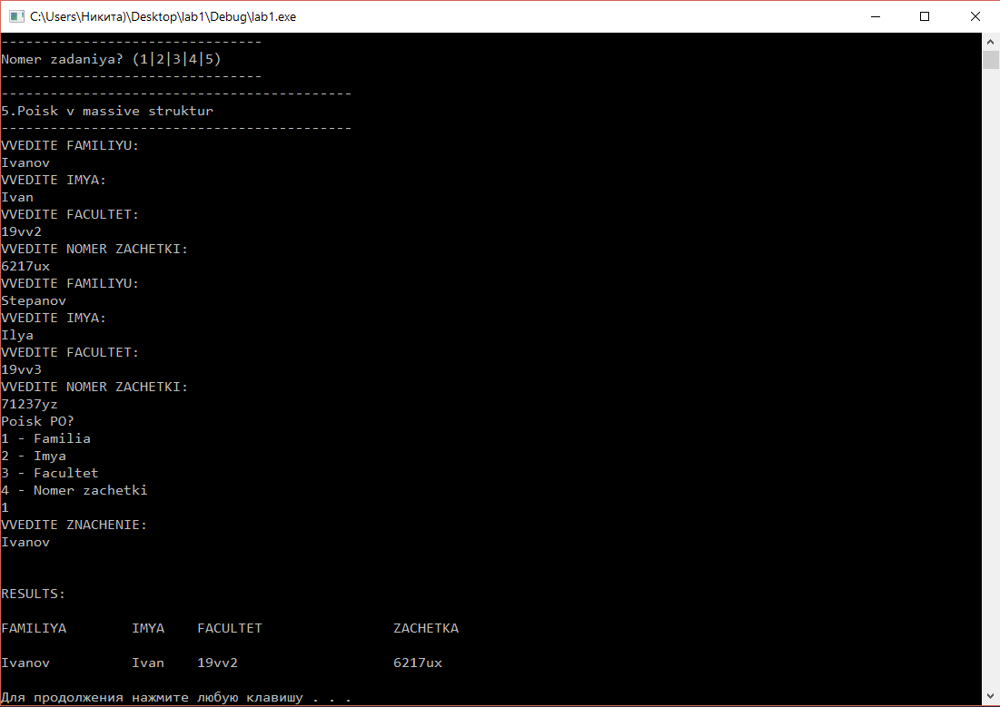 C:\Users\Никита)\Desktop\lab1\Debug\lab1.exe
--------------------------------
Nomer zadaniya? (1|2|3|4|5)
--------------------------------
-------------------------------------------
5.Poisk v massive struktur
-------------------------------------------
VVEDITE FAMILIYU:
Ivanov
VVEDITE IMYA:
Ivan
VVEDITE FACULTET:
19vv2
VVEDITE NOMER ZACHETKI:
6217ux
VVEDITE FAMILIYU:
Stepanov
VVEDITE IMYA:
Ilya
VVEDITE FACULTET:
19vv3
VVEDITE NOMER ZACHETKI:
71237yz
Poisk PO?
1 - Familia
2 - Imya
3 - Facultet
4 - Nomer zachetki
1
VVEDITE ZNACHENIE:
Ivanov
RESULTS:
FAMILIYA        IMYA    FACULTET                ZACHETKA
Ivanov          Ivan    19vv2                   6217ux
Для продолжения нажмите любую клавишу . . .